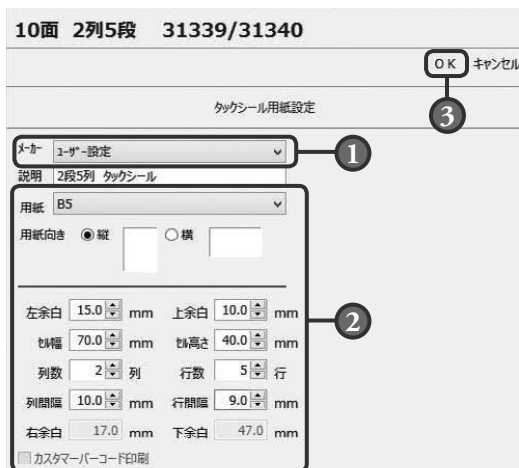 10面 2列5段 31339/31340
OK キャンセル
3
タックシール用紙設定
メーカー ユーザー設定
1
説明 2段5列 タックシール
用紙 B5
用紙向き 縦 横
2
左余白 15.0 mm 上余白 10.0 mm
セル幅 70.0 mm セル高さ 40.0 mm
列数 2 列 行数 5 行
列間隔 10.0 mm 行間隔 9.0 mm
右余白 17.0 mm 下余白 47.0 mm
カスタマーバーコード印刷